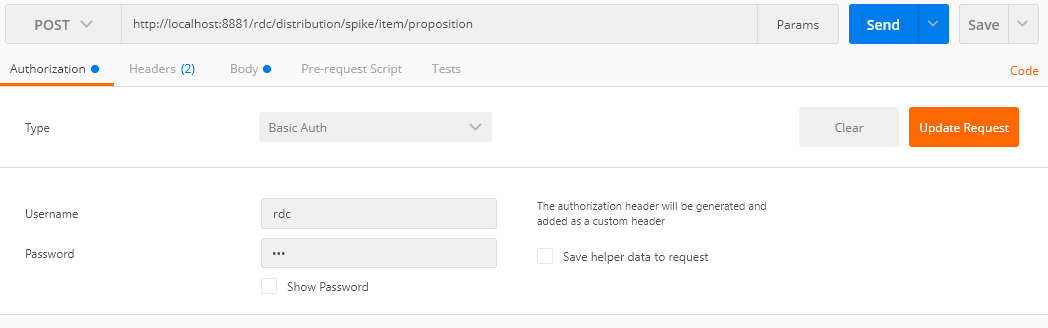 POST http://localhost:8881/rdc/distribution/spike/item/proposition Params Send Save
Authorization Headers (2) Body Pre-request Script Tests Code
Type Basic Auth Clear Update Request
Username rdc The authorization header will be generated and
added as a custom header
Password ••• Save helper data to request
Show Password